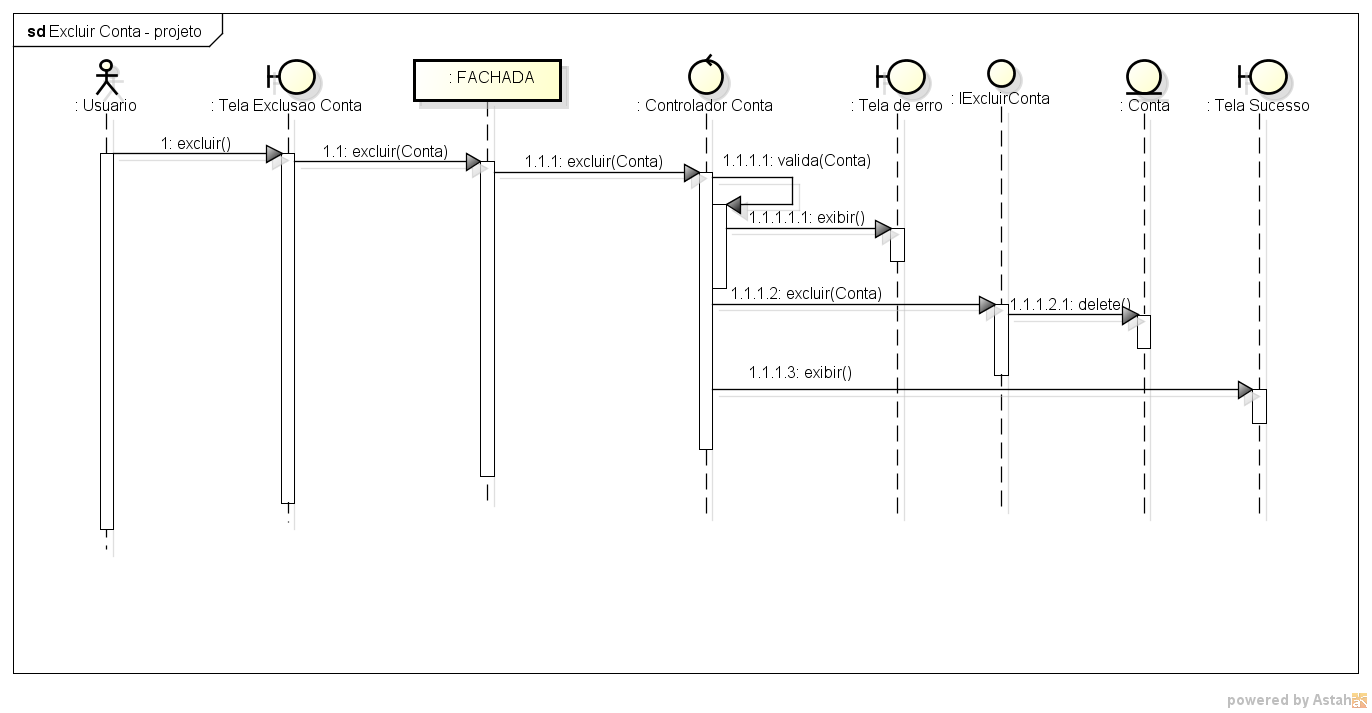 sd Excluir Conta - projeto
: Usuario
: Tela Exclusao Conta
: FACHADA
: Controlador Conta
: Tela de erro
: IExcluirConta
: Conta
: Tela Sucesso
1: excluir()
1.1: excluir(Conta)
1.1.1: excluir(Conta)
1.1.1.1: valida(Conta)
1.1.1.1.1: exibir()
1.1.1.2: excluir(Conta)
1.1.1.2.1: delete()
1.1.1.3: exibir()
powered by Astah